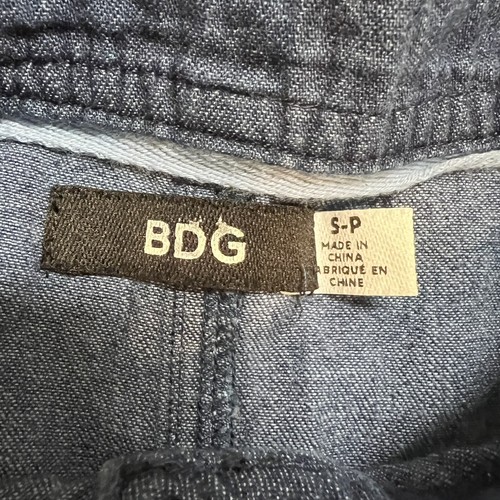 BDG
S-P
MADE IN
CHINA
FABRIQUÉ EN
CHINE